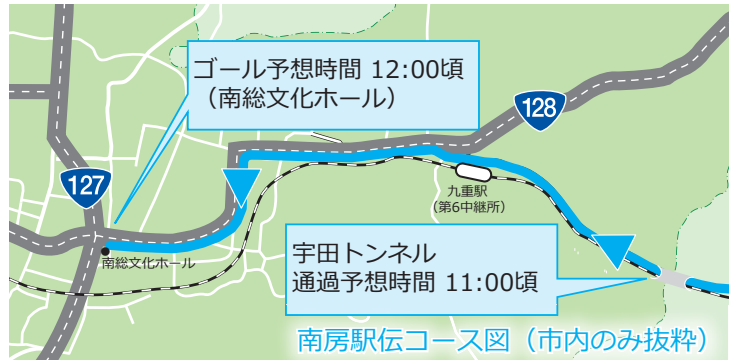 ゴール予想時間 12:00頃
（南総文化ホール）
128
127
九重駅
（第6中継所）
南総文化ホール
宇田トンネル
通過予想時間 11:00頃
南房駅伝コース図（市内のみ抜粋）